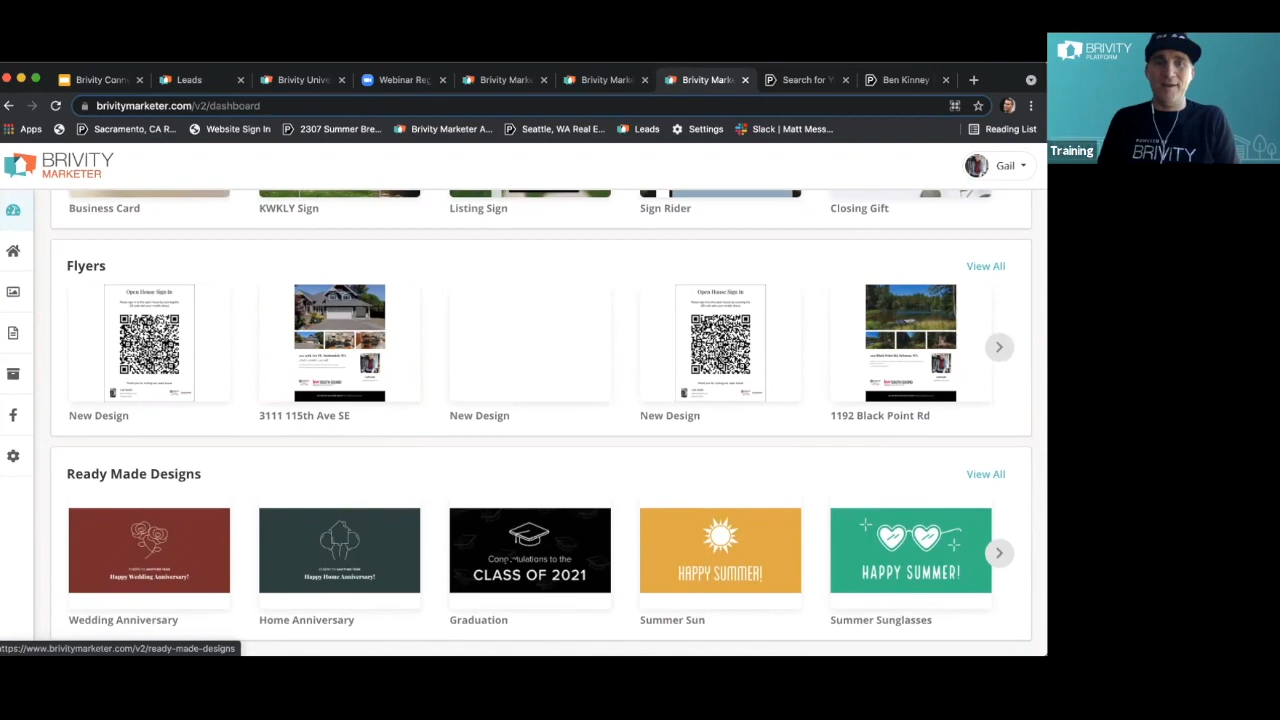 Brivity Conn
Leads
Brivity Unive
Webinar Reg
Brivity Marke
Brivity Marke
Brivity Marke
Search for Y
Ben Kinney
brivitymarketer.com/v2/dashboard
Apps
Sacramento, CA R...
Website Sign In
2307 Summer Bre...
Brivity Marketer A...
Seattle, WA Real E...
Leads
Settings
Slack | Matt Mess...
Reading List
BRIVITY
MARKETER
Gail
BRIVITY
PLATFORM
Training
POWERED BY
BRIVITY
Business Card
KWKLY Sign
Listing Sign
Sign Rider
Closing Gift
Flyers
View All
Open House Sign In
Open House Sign In
New Design
3111 115th Ave SE
New Design
New Design
1192 Black Point Rd
Ready Made Designs
View All
Happy Wedding Anniversary!
Happy Home Anniversary!
Congratulations to the
CLASS OF 2021
HAPPY SUMMER!
HAPPY SUMMER!
Wedding Anniversary
Home Anniversary
Graduation
Summer Sun
Summer Sunglasses
https://www.brivitymarketer.com/v2/ready-made-designs